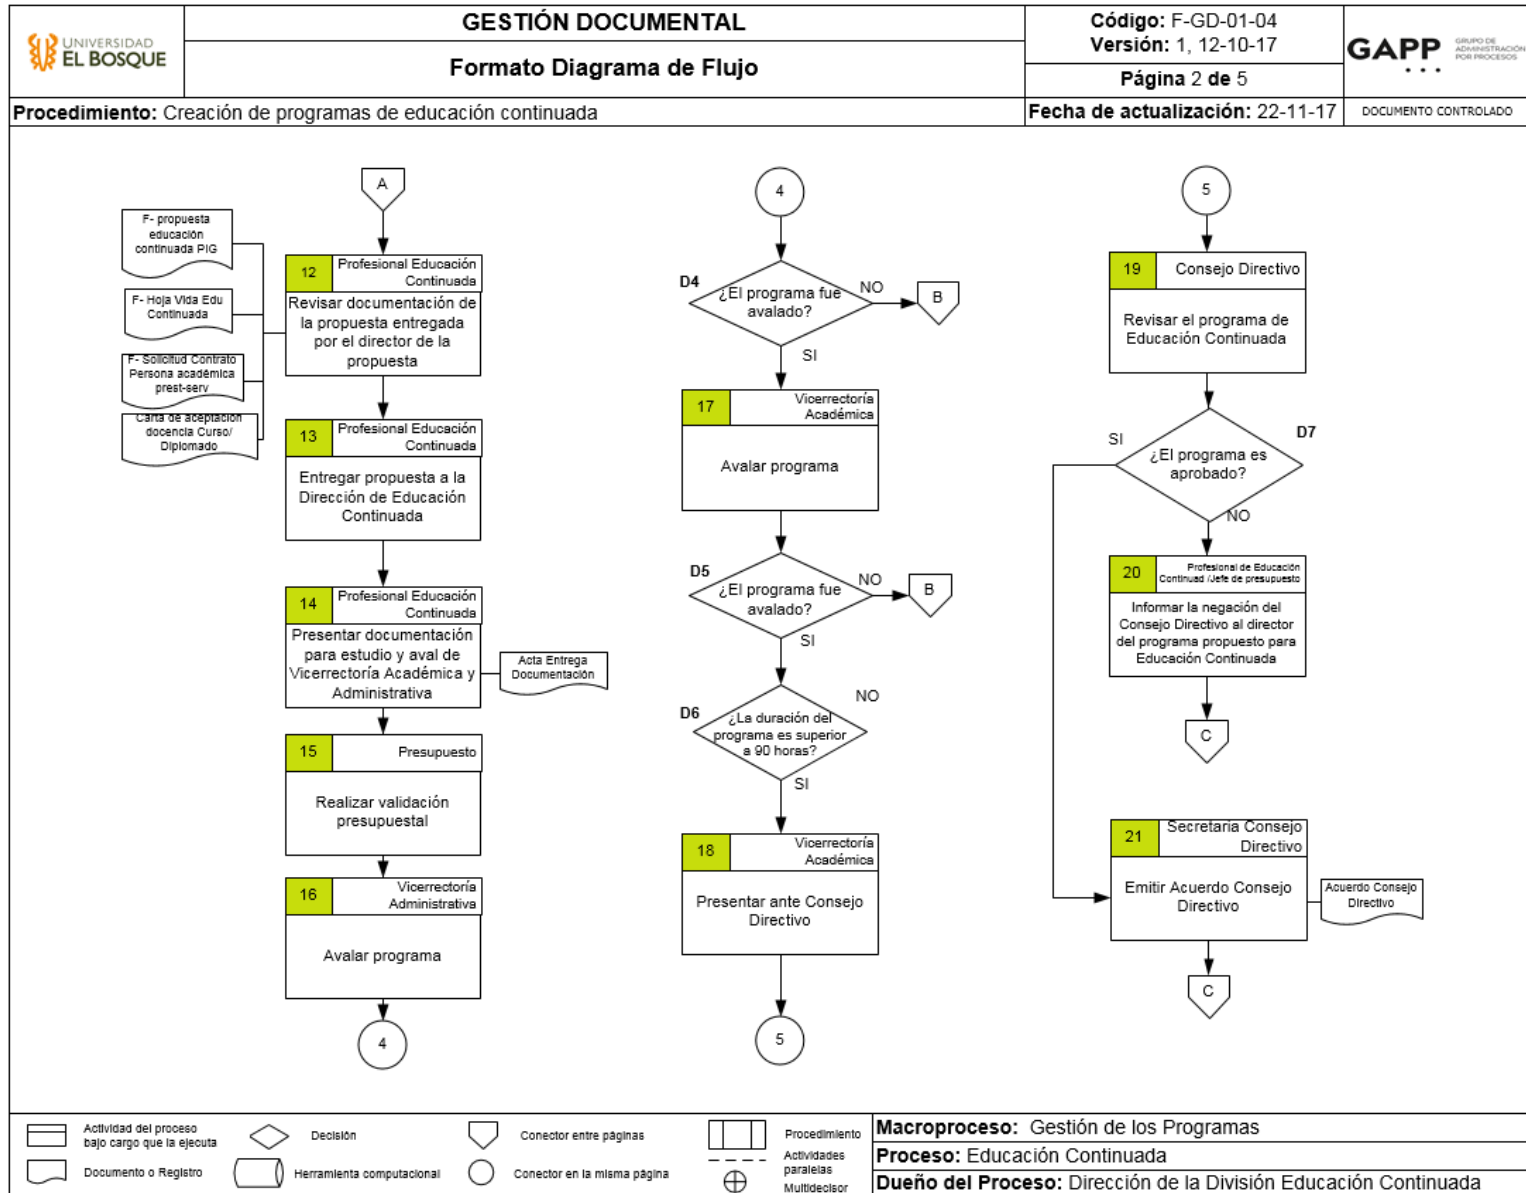 UNIVERSIDAD
EL BOSQUE
GESTIÓN DOCUMENTAL
Formato Diagrama de Flujo
Código: F-GD-01-04
Versión: 1, 12-10-17
Página 2 de 5
GAPP
GRUPO DE
ADMINISTRACIÓN
POR PROCESOS
Procedimiento: Creación de programas de educación continuada
Fecha de actualización: 22-11-17
DOCUMENTO CONTROLADO
A
F- propuesta
educación
continuada PIG
F- Hoja Vida Edu
Continuada
F- Solicitud Contrato
Persona académica
prest-serv
Carta de aceptación
docencia Curso/
Diplomado
12
Profesional Educación
Continuada
Revisar documentación de
la propuesta entregada
por el director de la
propuesta
13
Profesional Educación
Continuada
Entregar propuesta a la
Dirección de Educación
Continuada
14
Profesional Educación
Continuada
Presentar documentación
para estudio y aval de
Vicerrectoría Académica y
Administrativa
Acta Entrega
Documentación
15
Presupuesto
Realizar validación
presupuestal
16
Vicerrectoría
Administrativa
Avalar programa
4
4
D4
¿El programa fue
avalado?
NO
B
SI
17
Vicerrectoría
Académica
Avalar programa
D5
¿El programa fue
avalado?
NO
B
SI
D6
¿La duración del
programa es superior
a 90 horas?
NO
SI
18
Vicerrectoría
Académica
Presentar ante Consejo
Directivo
5
5
19
Consejo Directivo
Revisar el programa de
Educación Continuada
SI
D7
¿El programa es
aprobado?
NO
20
Profesional de Educación
Continuad /Jefe de presupuesto
Informar la negación del
Consejo Directivo al director
del programa propuesto para
Educación Continuada
C
21
Secretaria Consejo
Directivo
Emitir Acuerdo Consejo
Directivo
Acuerdo Consejo
Directivo
C
Actividad del proceso
bajo cargo que la ejecuta
Decisión
Conector entre páginas
Procedimiento
Documento o Registro
Herramienta computacional
Conector en la misma página
Actividades
paralelas
Multidecisor
Macroproceso: Gestión de los Programas
Proceso: Educación Continuada
Dueño del Proceso: Dirección de la División Educación Continuada